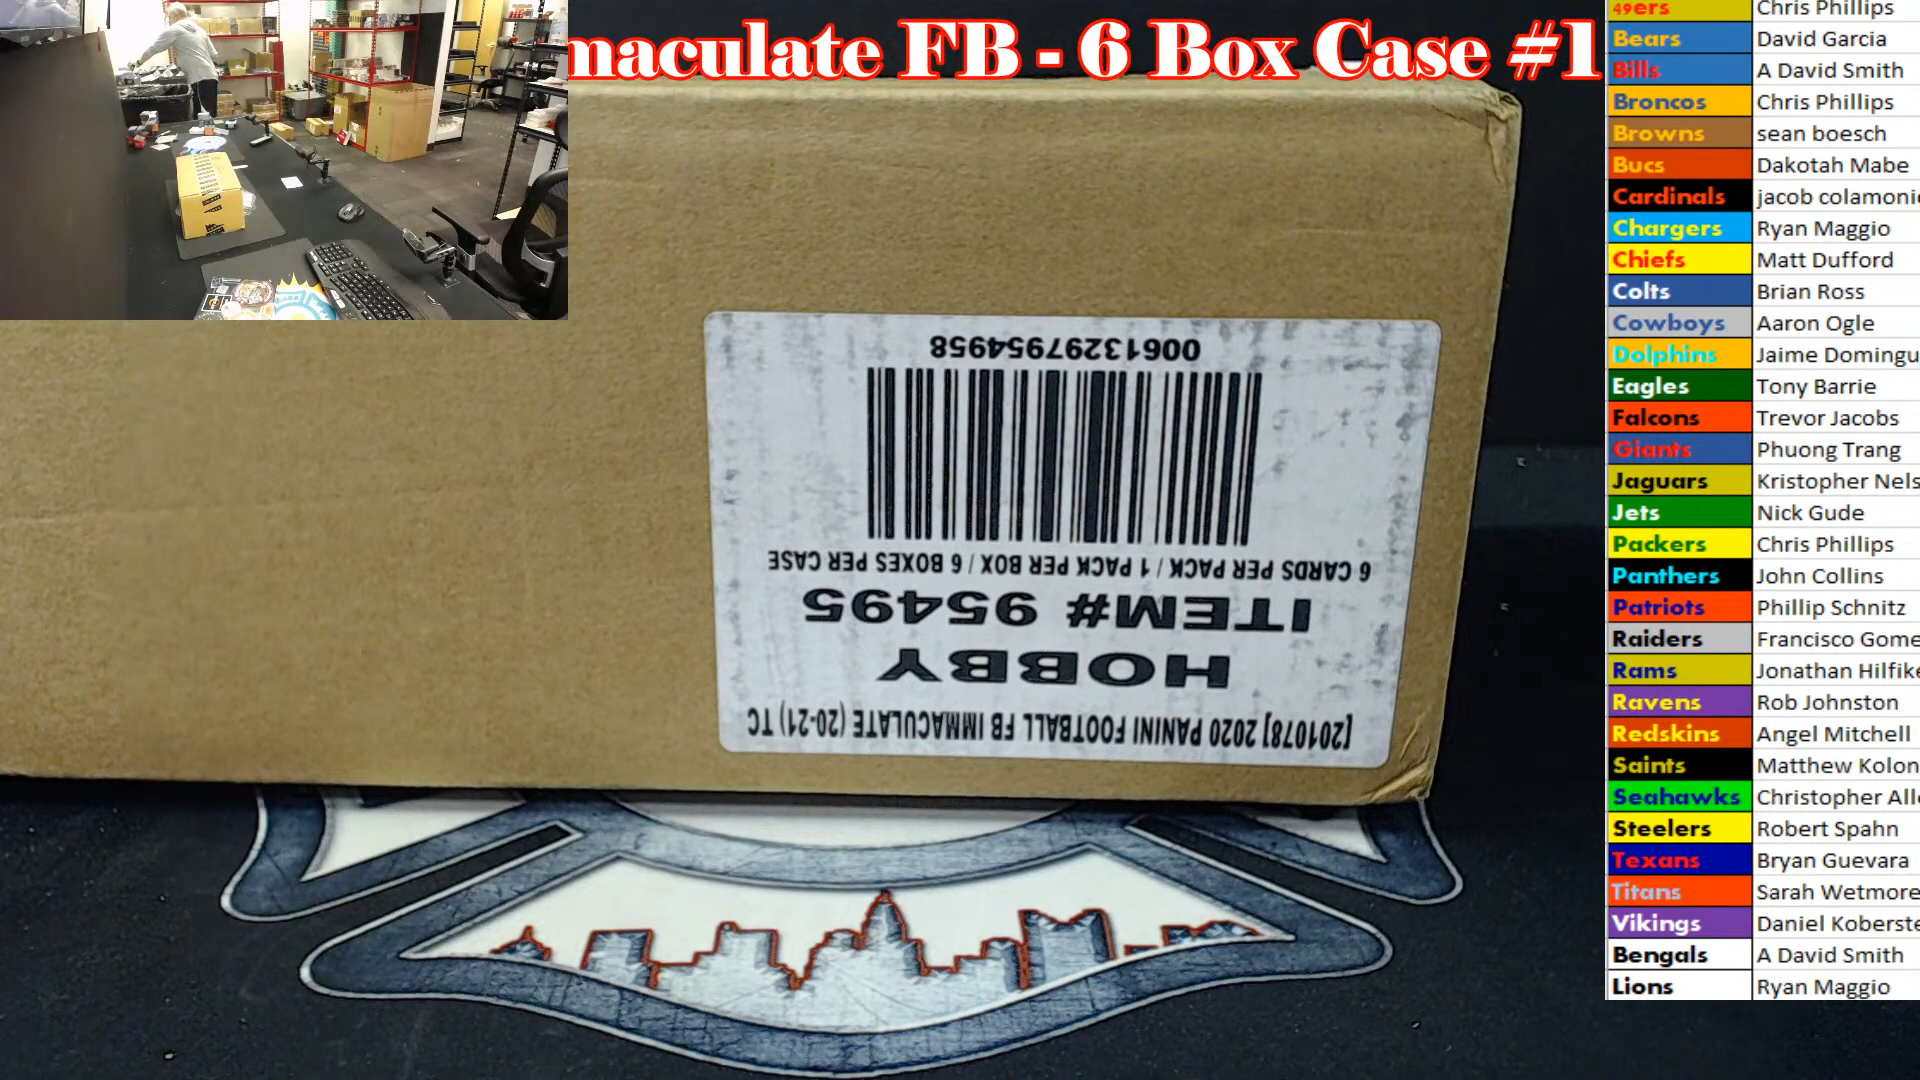 maculate FB - 6 Box Case #1
00613297954958
6 CARDS PER PACK / 1 PACK PER BOX / 6 BOXES PER CASE
ITEM# 95495
HOBBY
[201078] 2020 PANINI FOOTBALL FB IMMACULATE (20-21) TC
49ers Chris Phillips
Bears David Garcia
Bills A David Smith
Broncos Chris Phillips
Browns sean boesch
Bucs Dakotah Mabe
Cardinals jacob colamoni
Chargers Ryan Maggio
Chiefs Matt Dufford
Colts Brian Ross
Cowboys Aaron Ogle
Dolphins Jaime Domingu
Eagles Tony Barrie
Falcons Trevor Jacobs
Giants Phuong Trang
Jaguars Kristopher Nels
Jets Nick Gude
Packers Chris Phillips
Panthers John Collins
Patriots Phillip Schnitz
Raiders Francisco Gome
Rams Jonathan Hilfike
Ravens Rob Johnston
Redskins Angel Mitchell
Saints Matthew Kolon
Seahawks Christopher Alle
Steelers Robert Spahn
Texans Bryan Guevara
Titans Sarah Wetmore
Vikings Daniel Koberste
Bengals A David Smith
Lions Ryan Maggio